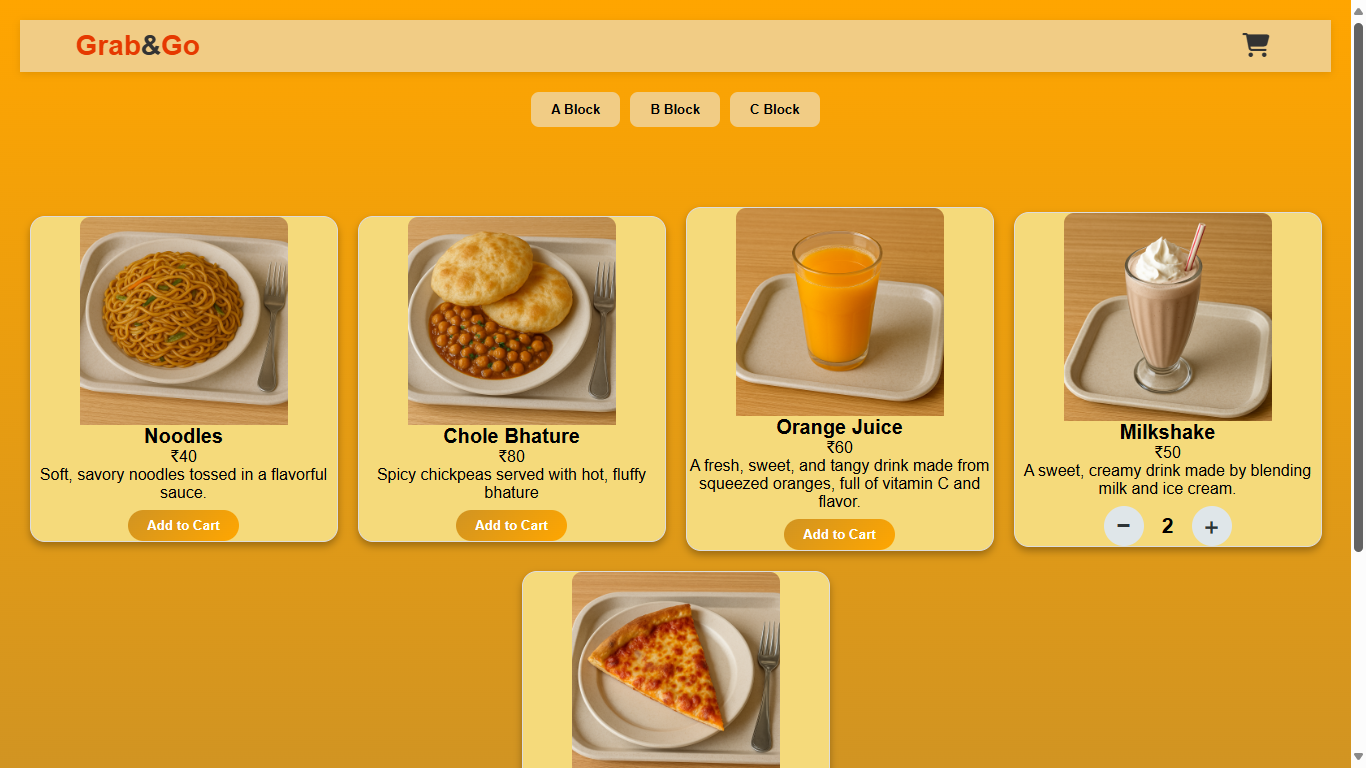 Grab&Go
A Block
B Block
C Block
Noodles
₹40
Soft, savory noodles tossed in a flavorful
sauce.
Add to Cart
Chole Bhature
₹80
Spicy chickpeas served with hot, fluffy
bhature
Add to Cart
Orange Juice
₹60
A fresh, sweet, and tangy drink made from
squeezed oranges, full of vitamin C and
flavor.
Add to Cart
Milkshake
₹50
A sweet, creamy drink made by blending
milk and ice cream.
− 2 +